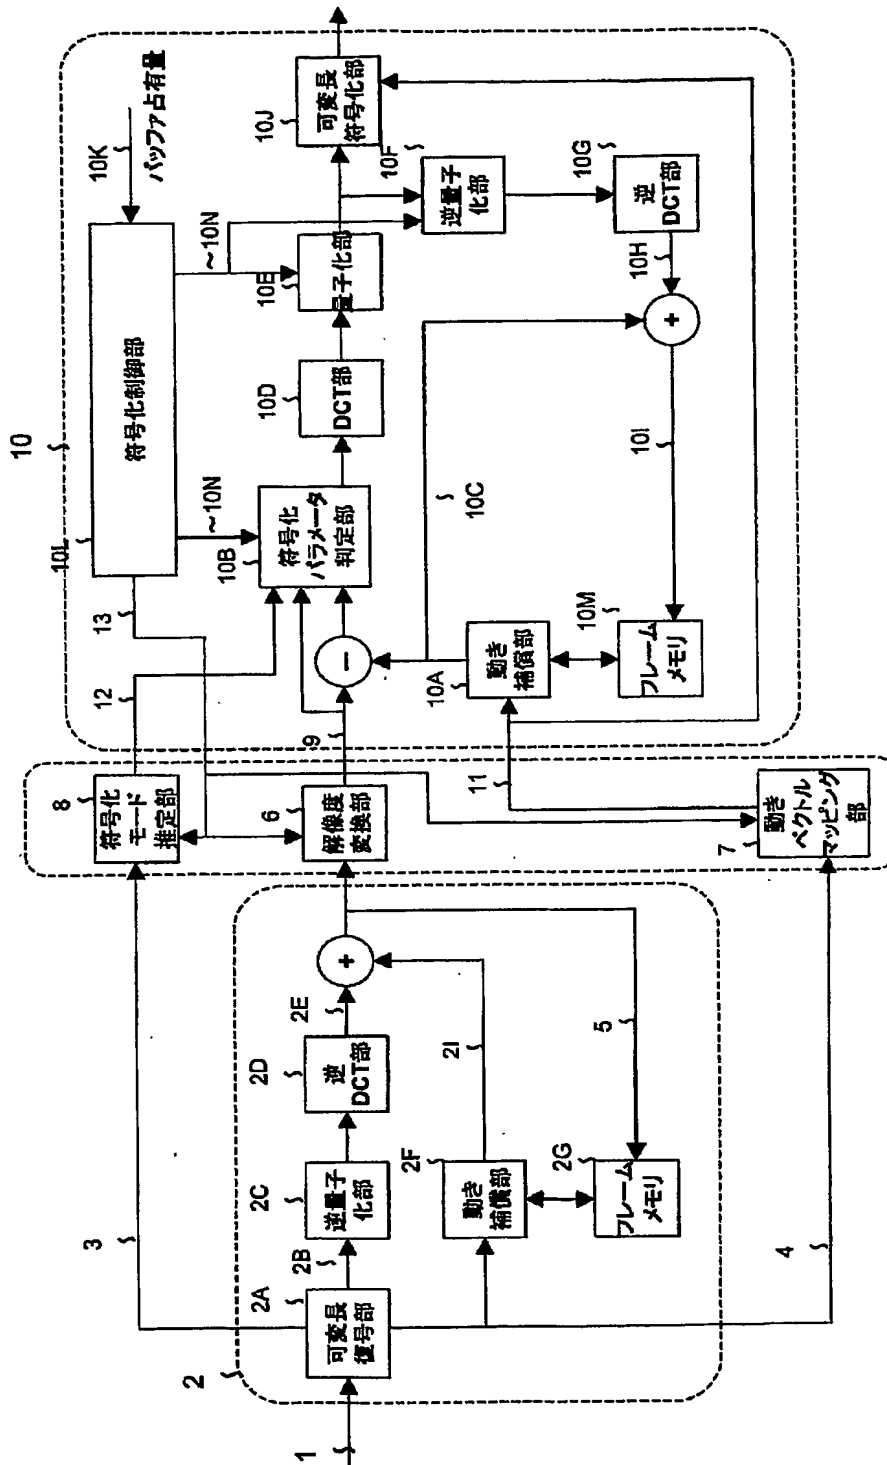 10
10L
符号化制御部
10K
バッファ占有量
13
12
~10N
~10N
10B
符号化
パラメータ
判定部
10D
DCT部
10E
量子化部
10J
可変長
符号化部
10F
逆量子
化部
10G
逆
DCT部
10H
+
10I
10C
10M
フレーム
メモリ
10A
動き
補償部
−
9
11
8
符号化
モード
推定部
6
解像度
変換部
7
動き
ベクトル
マッピング
部
3
2
1
2A
可変長
復号部
2B
2C
逆量子
化部
2D
逆
DCT部
2E
+
2I
2F
動き
補償部
2G
フレーム
メモリ
5
4